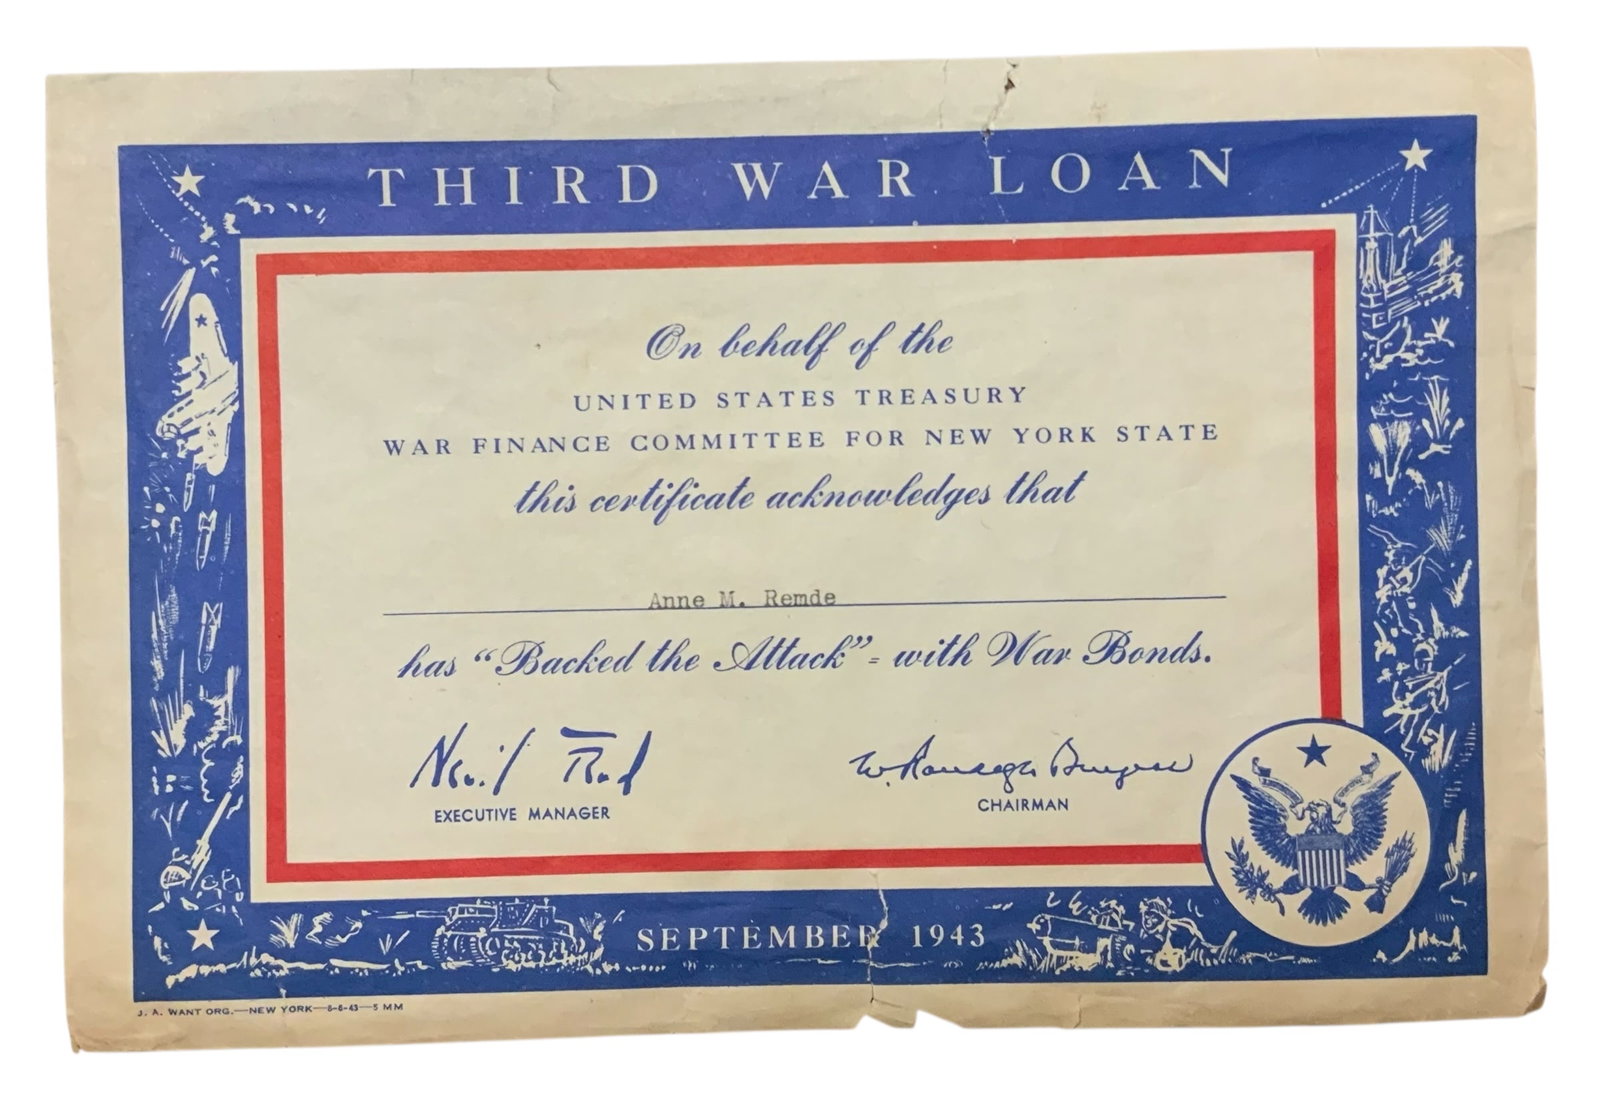 THIRD WAR LOAN
On behalf of the
UNITED STATES TREASURY
WAR FINANCE COMMITTEE FOR NEW YORK STATE
this certificate acknowledges that
Anne M. Remde
has “Backed the Attack” - with War Bonds.
EXECUTIVE MANAGER
W. Randolph Burgess
CHAIRMAN
SEPTEMBER 1943
J. A. WANT ORG.—NEW YORK—8-6-43—5 MM